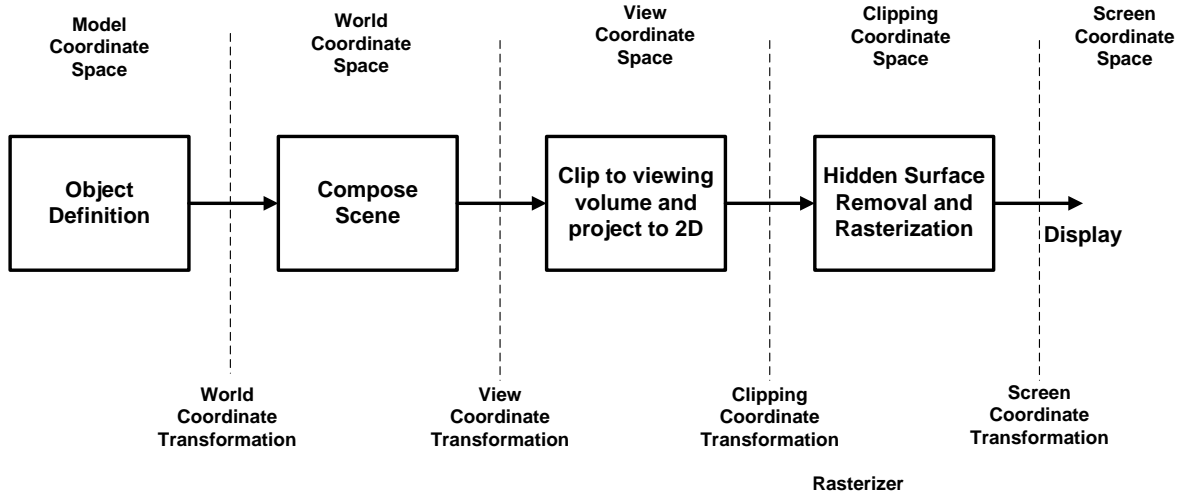 Model
Coordinate
Space
World
Coordinate
Space
View
Coordinate
Space
Clipping
Coordinate
Space
Screen
Coordinate
Space
Object
Definition
Compose
Scene
Clip to viewing
volume and
project to 2D
Hidden Surface
Removal and
Rasterization
Display
World
Coordinate
Transformation
View
Coordinate
Transformation
Clipping
Coordinate
Transformation
Screen
Coordinate
Transformation
Rasterizer